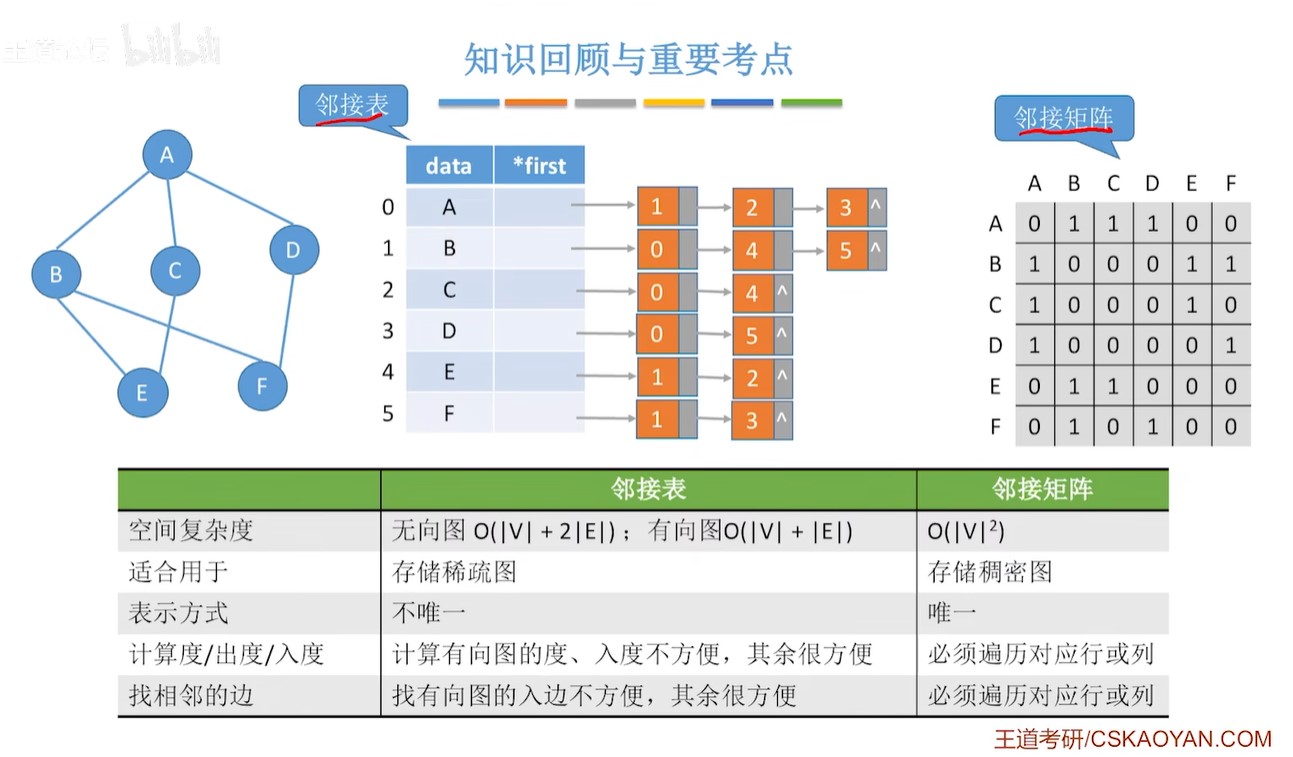 王道论坛 bilibili
知识回顾与重要考点
邻接表
邻接矩阵
A
B
C
D
E
F
data *first
0 A 1 2 3 ^
1 B 0 4 5 ^
2 C 0 4 ^
3 D 0 5 ^
4 E 1 2 ^
5 F 1 3 ^
A B C D E F
A 0 1 1 1 0 0
B 1 0 0 0 1 1
C 1 0 0 0 1 0
D 1 0 0 0 0 1
E 0 1 1 0 0 0
F 0 1 0 1 0 0
邻接表 邻接矩阵
空间复杂度 无向图 O(|V| + 2|E|)；有向图O(|V| + |E|) O(|V|²)
适合用于 存储稀疏图 存储稠密图
表示方式 不唯一 唯一
计算度/出度/入度 计算有向图的度、入度不方便，其余很方便 必须遍历对应行或列
找相邻的边 找有向图的入边不方便，其余很方便 必须遍历对应行或列
王道考研/CSKAOYAN.COM